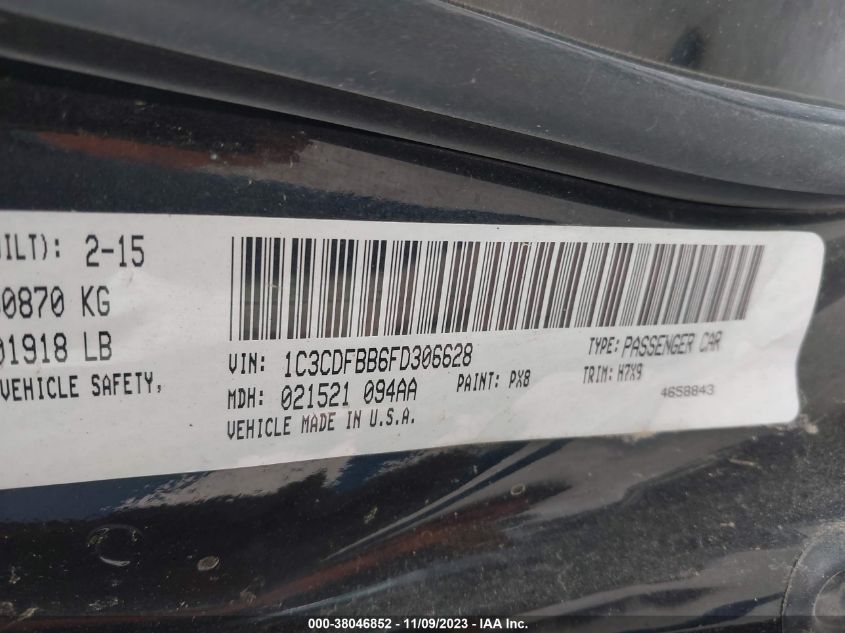 ILT): 2-15
0870 KG
01918 LB
VEHICLE SAFETY,
VIN: 1C3CDFBB6FD306628
TYPE: PASSENGER CAR
MDH: 021521 094AA
PAINT: PX8
TRIM: H7X9
VEHICLE MADE IN U.S.A.
4658843
000-38046852 - 11/09/2023 - IAA Inc.